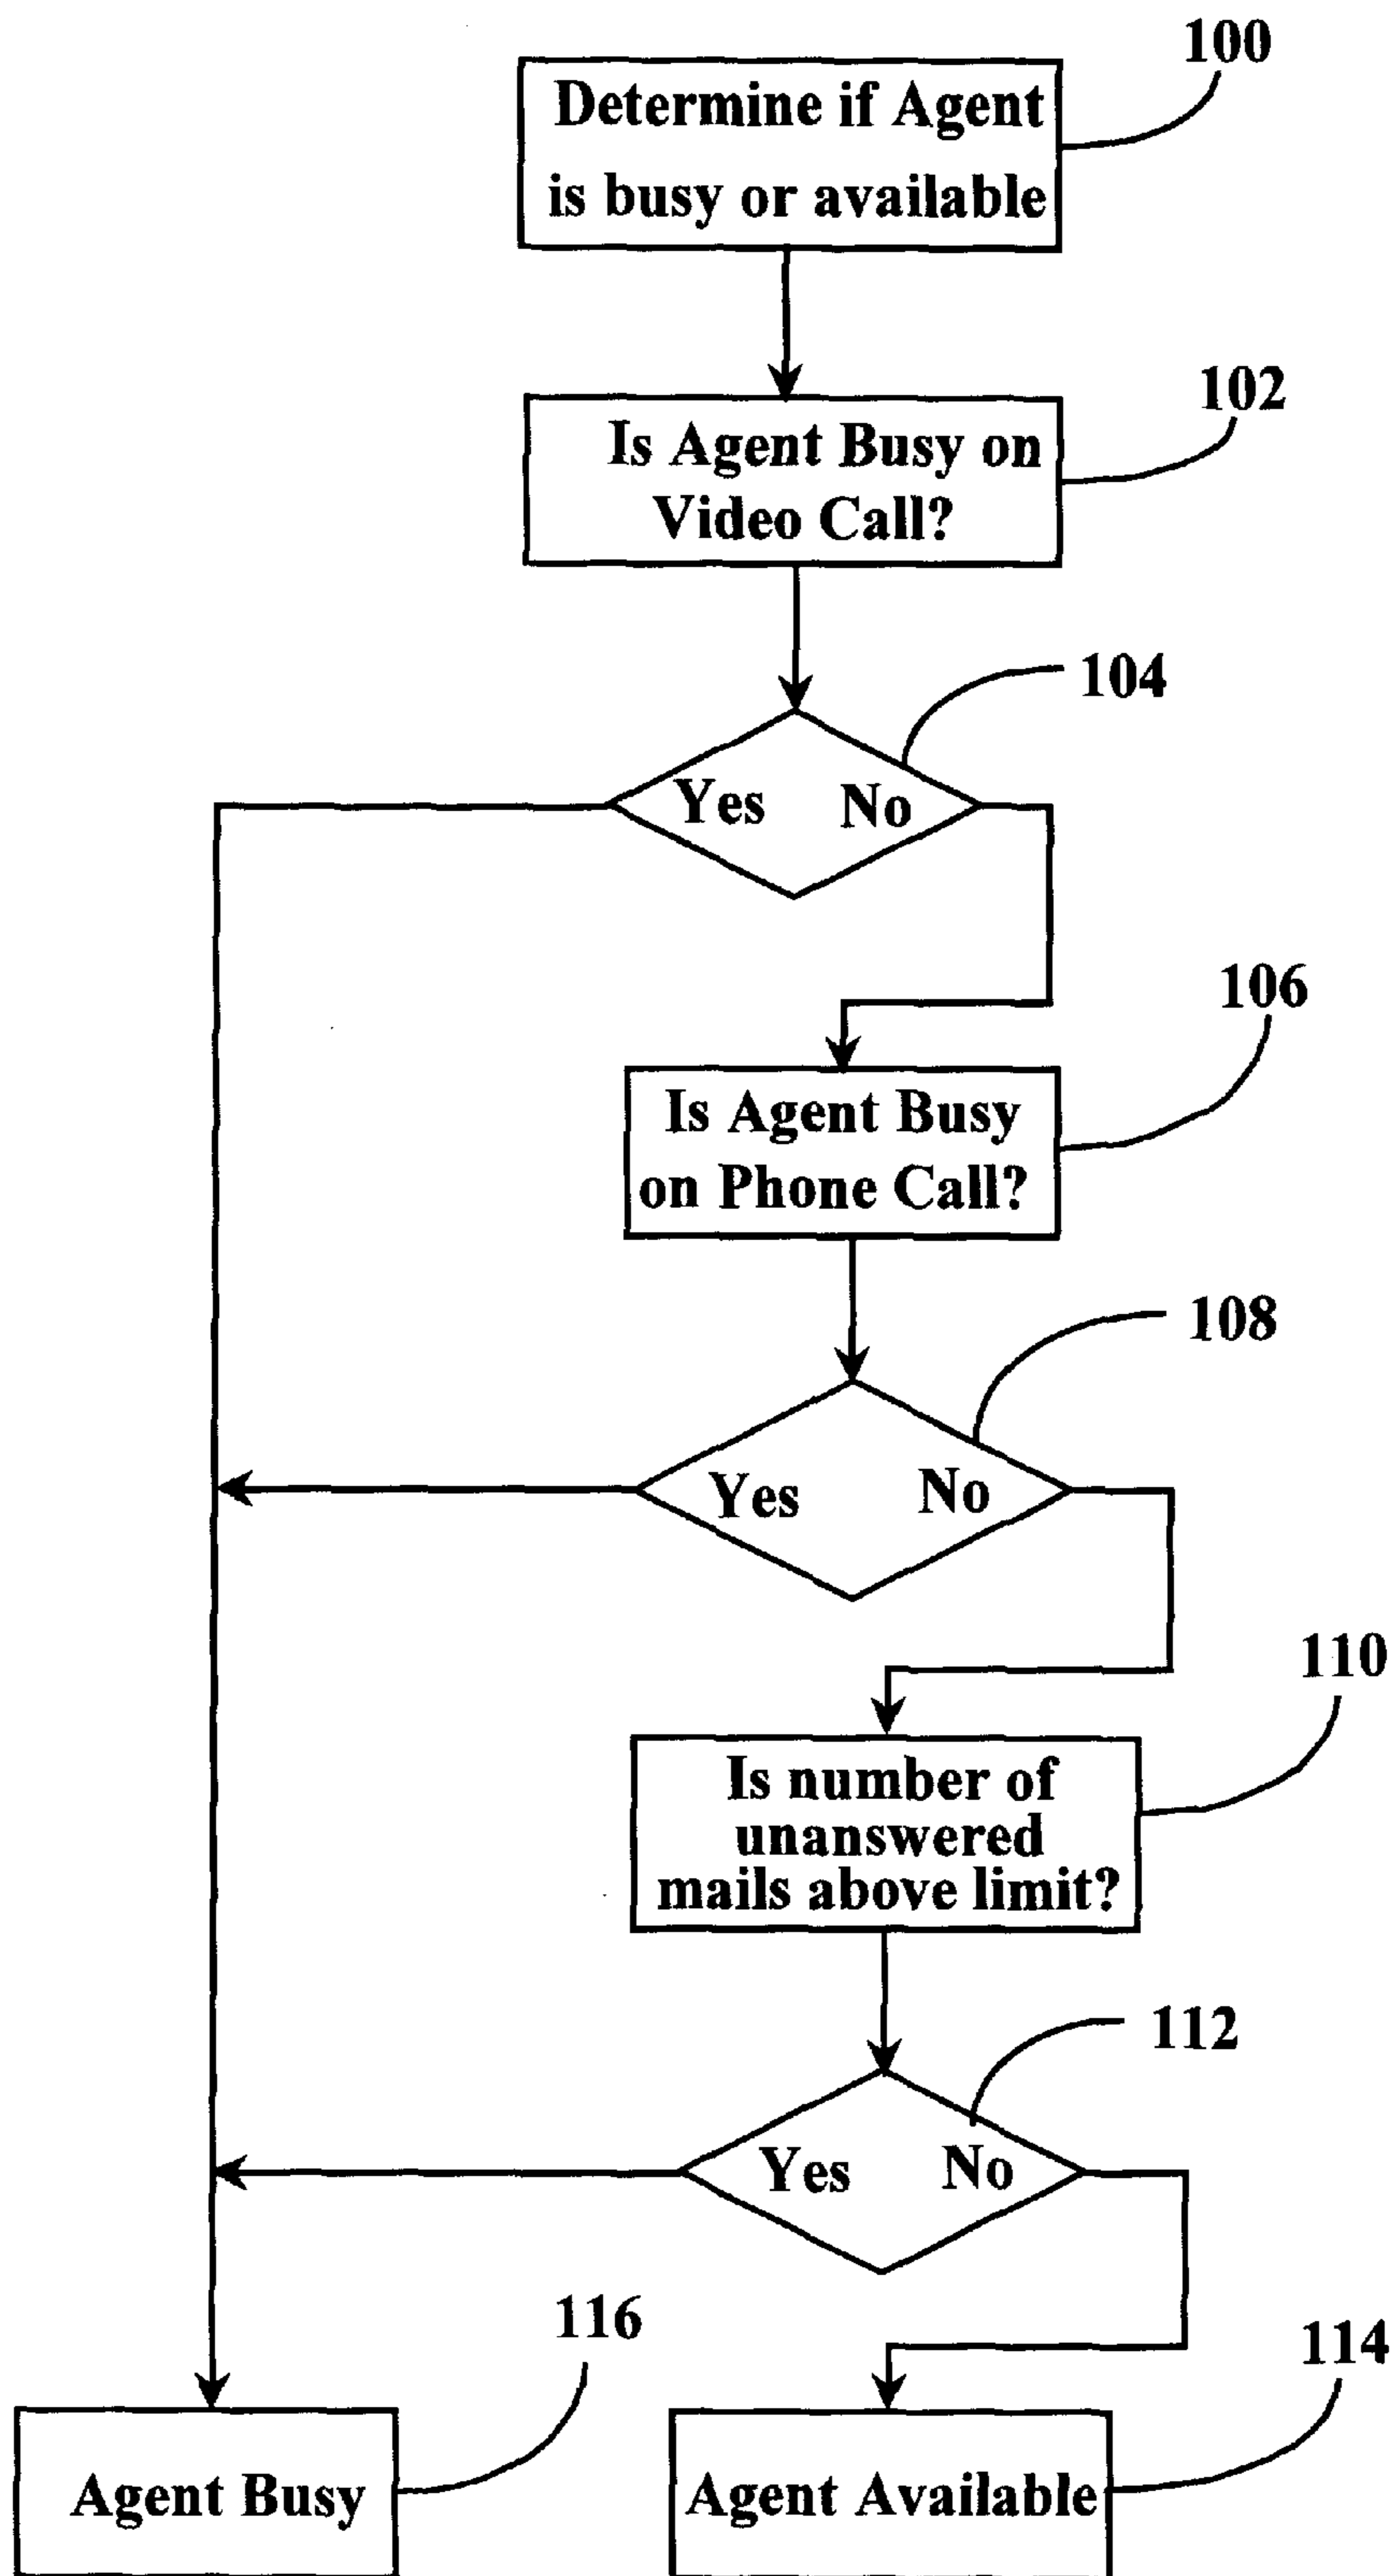 100
Determine if Agent
is busy or available
102
Is Agent Busy on
Video Call?
104
Yes No
106
Is Agent Busy
on Phone Call?
108
Yes No
110
Is number of
unanswered
mails above limit?
112
Yes No
116
114
Agent Busy
Agent Available